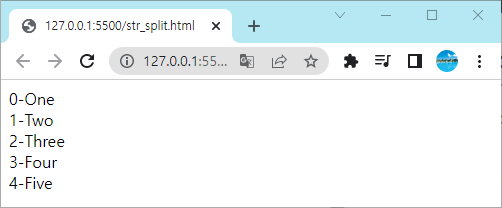 127.0.0.1:5500/str_split.html
127.0.0.1:55...
0-One
1-Two
2-Three
3-Four
4-Five